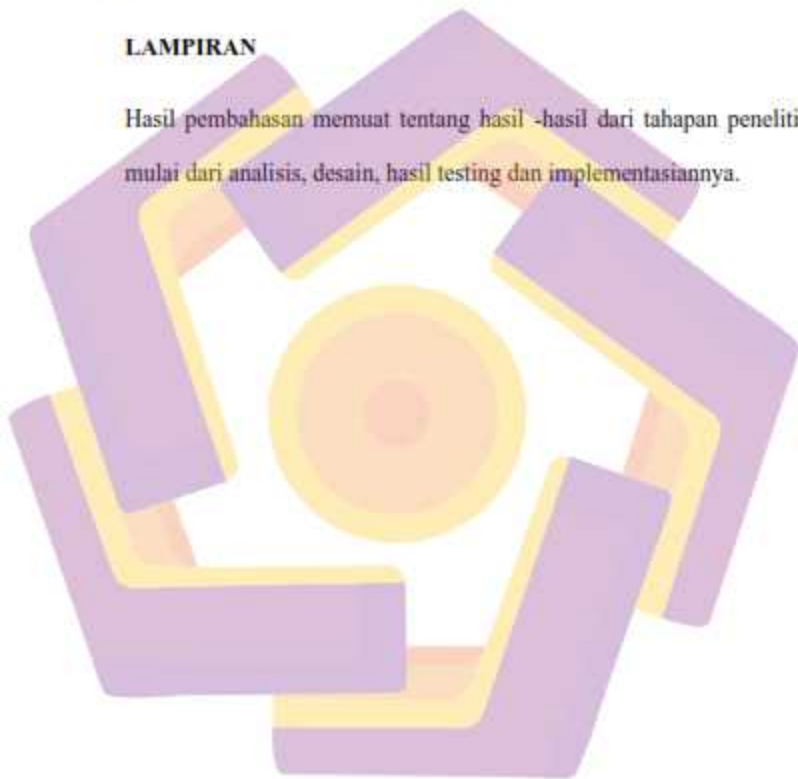 LAMPIRAN
Hasil pembahasan memuat tentang hasil -hasil dari tahapan peneliti
mulai dari analisis, desain, hasil testing dan implementasiannya.